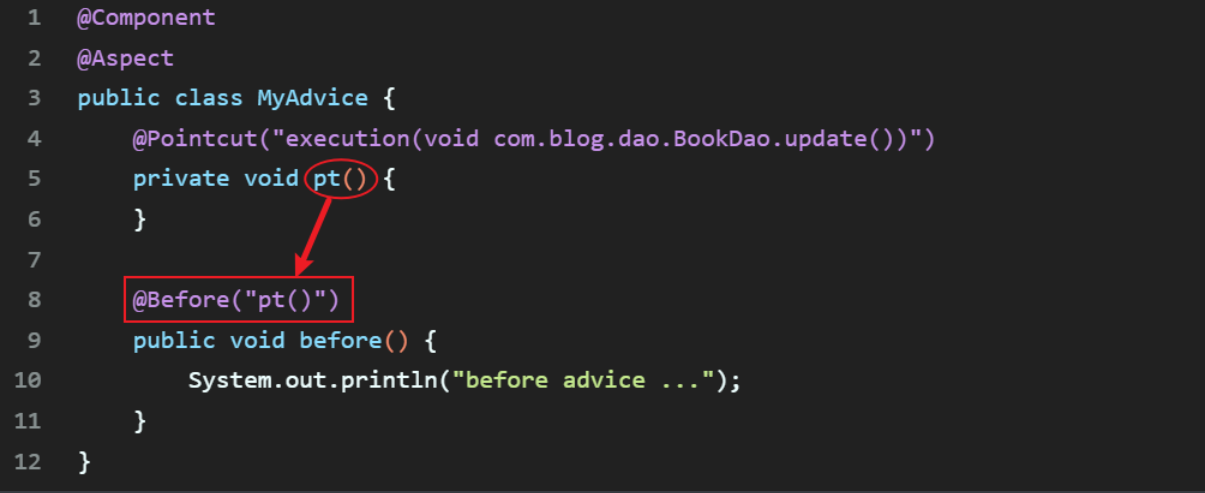 1 @Component
2 @Aspect
3 public class MyAdvice {
4     @Pointcut("execution(void com.blog.dao.BookDao.update())")
5     private void pt() {
6     }
7
8     @Before("pt()")
9     public void before() {
10         System.out.println("before advice ...");
11     }
12 }